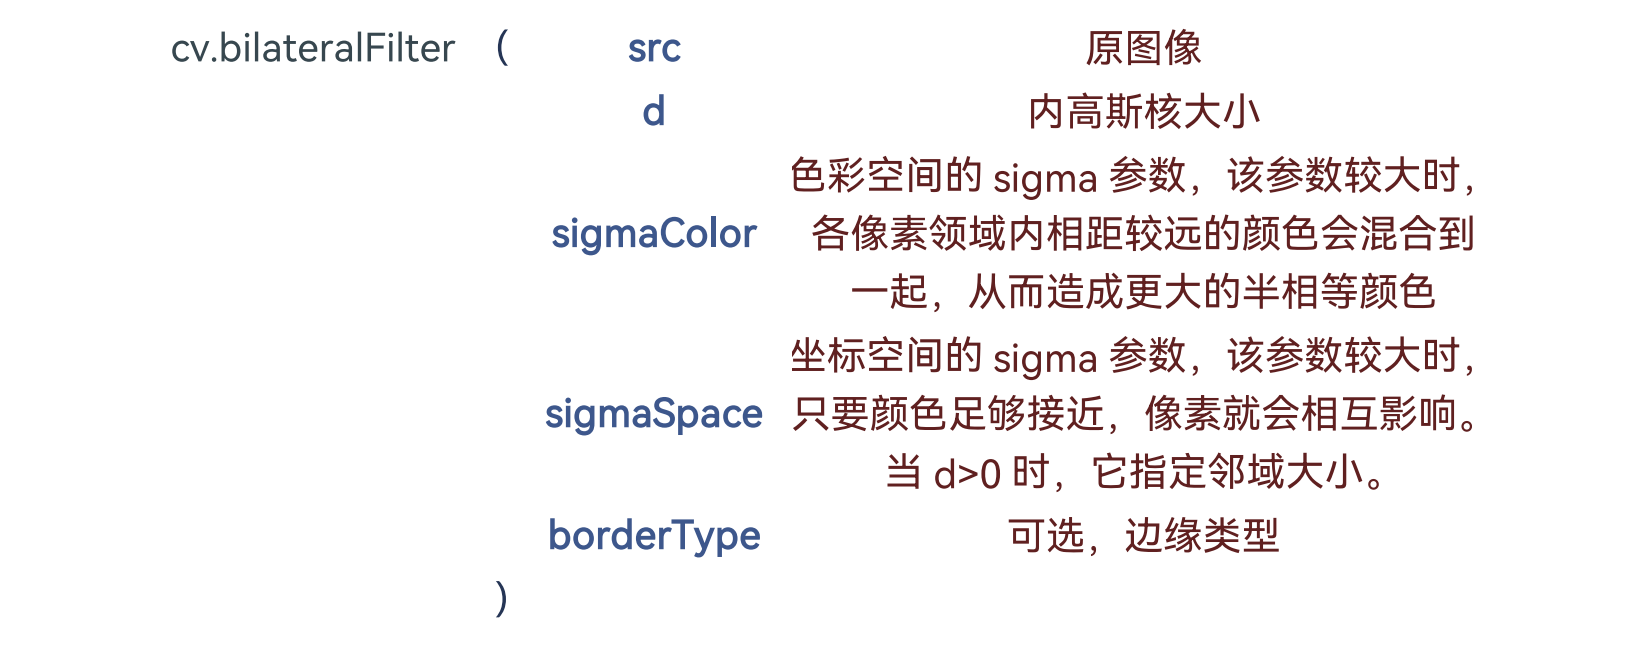 cv.bilateralFilter ( src 原图像
d 内高斯核大小
色彩空间的 sigma 参数，该参数较大时，
sigmaColor 各像素领域内相距较远的颜色会混合到
一起，从而造成更大的半相等颜色
坐标空间的 sigma 参数，该参数较大时，
sigmaSpace 只要颜色足够接近，像素就会相互影响。
当 d>0 时，它指定邻域大小。
borderType 可选，边缘类型
)